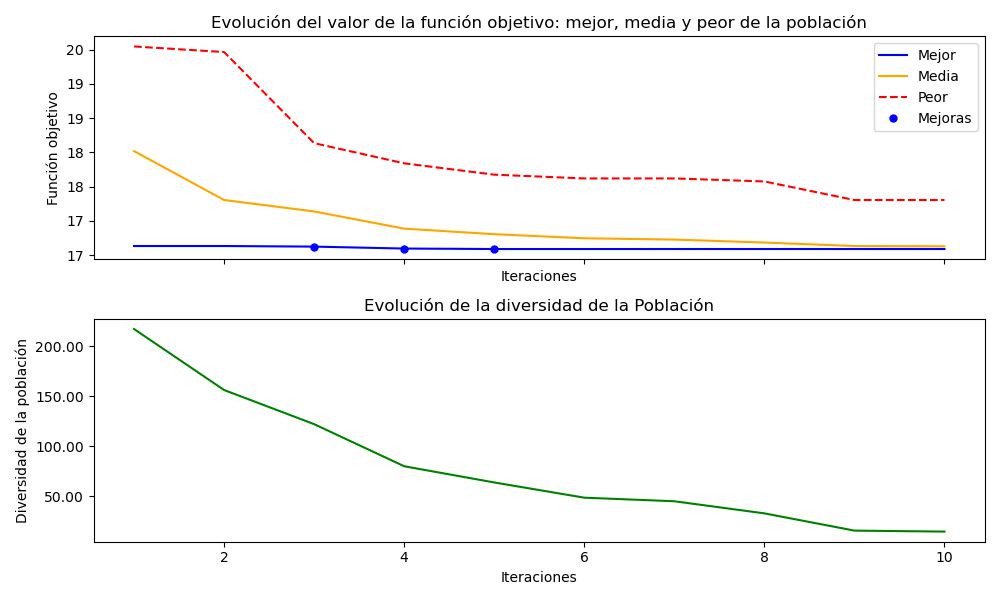 Evolución del valor de la función objetivo: mejor, media y peor de la población
Función objetivo
20
19
19
18
18
17
17
Mejor
Media
Peor
Mejoras
Iteraciones
Evolución de la diversidad de la Población
Diversidad de la población
200.00
150.00
100.00
50.00
2
4
6
8
10
Iteraciones